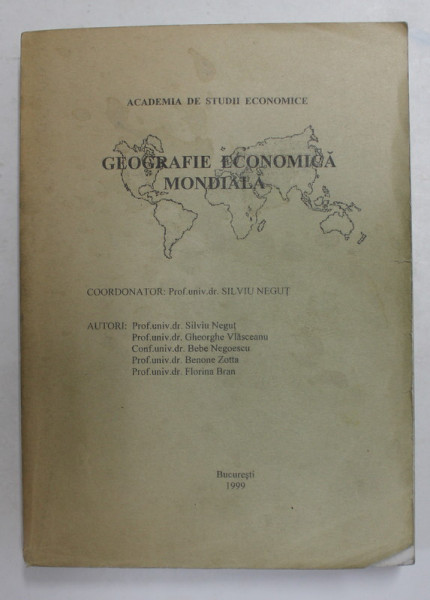 ACADEMIA DE STUDII ECONOMICE
GEOGRAFIE ECONOMICĂ
MONDIALĂ
COORDONATOR: Prof.univ.dr. SILVIU NEGUŢ
AUTORI: Prof.univ.dr. Silviu Neguţ
Prof.univ.dr. Gheorghe Vlăsceanu
Conf.univ.dr. Bebe Negoescu
Prof.univ.dr. Benone Zotta
Prof.univ.dr. Florina Bran
Bucureşti
1999